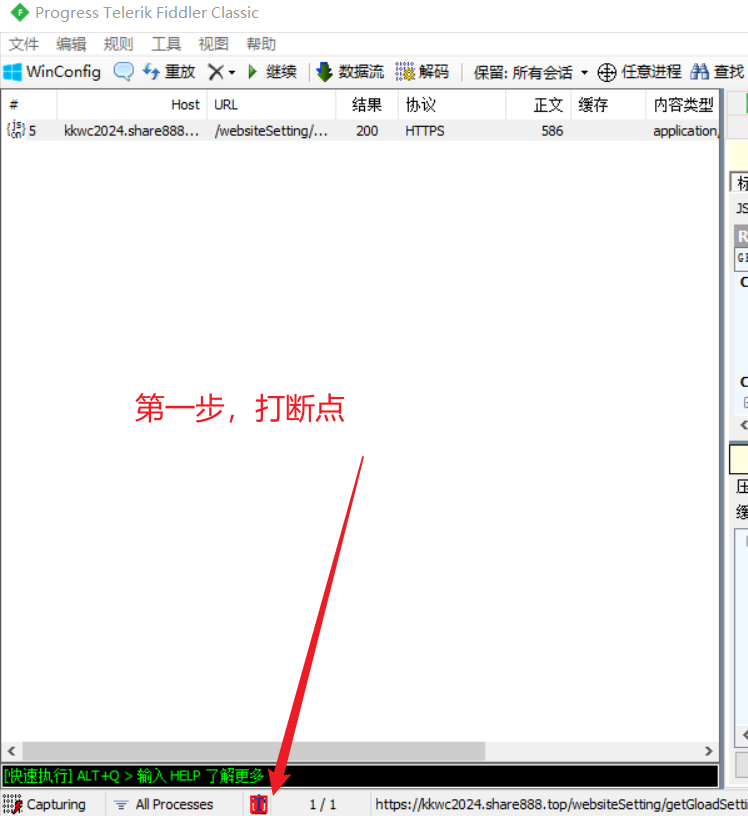 Progress Telerik Fiddler Classic
文件 编辑 规则 工具 视图 帮助
WinConfig 重放 继续 数据流 解码 保留: 所有会话 任意进程 查找
# Host URL 结果 协议 正文 缓存 内容类型
5 kkwc2024.share888... /websiteSetting/... 200 HTTPS 586 application,
JS
第一步，打断点
[快速执行] ALT+Q > 输入 HELP 了解更多
Capturing All Processes 1 / 1 https://kkwc2024.share888.top/websiteSetting/getGloadSetti